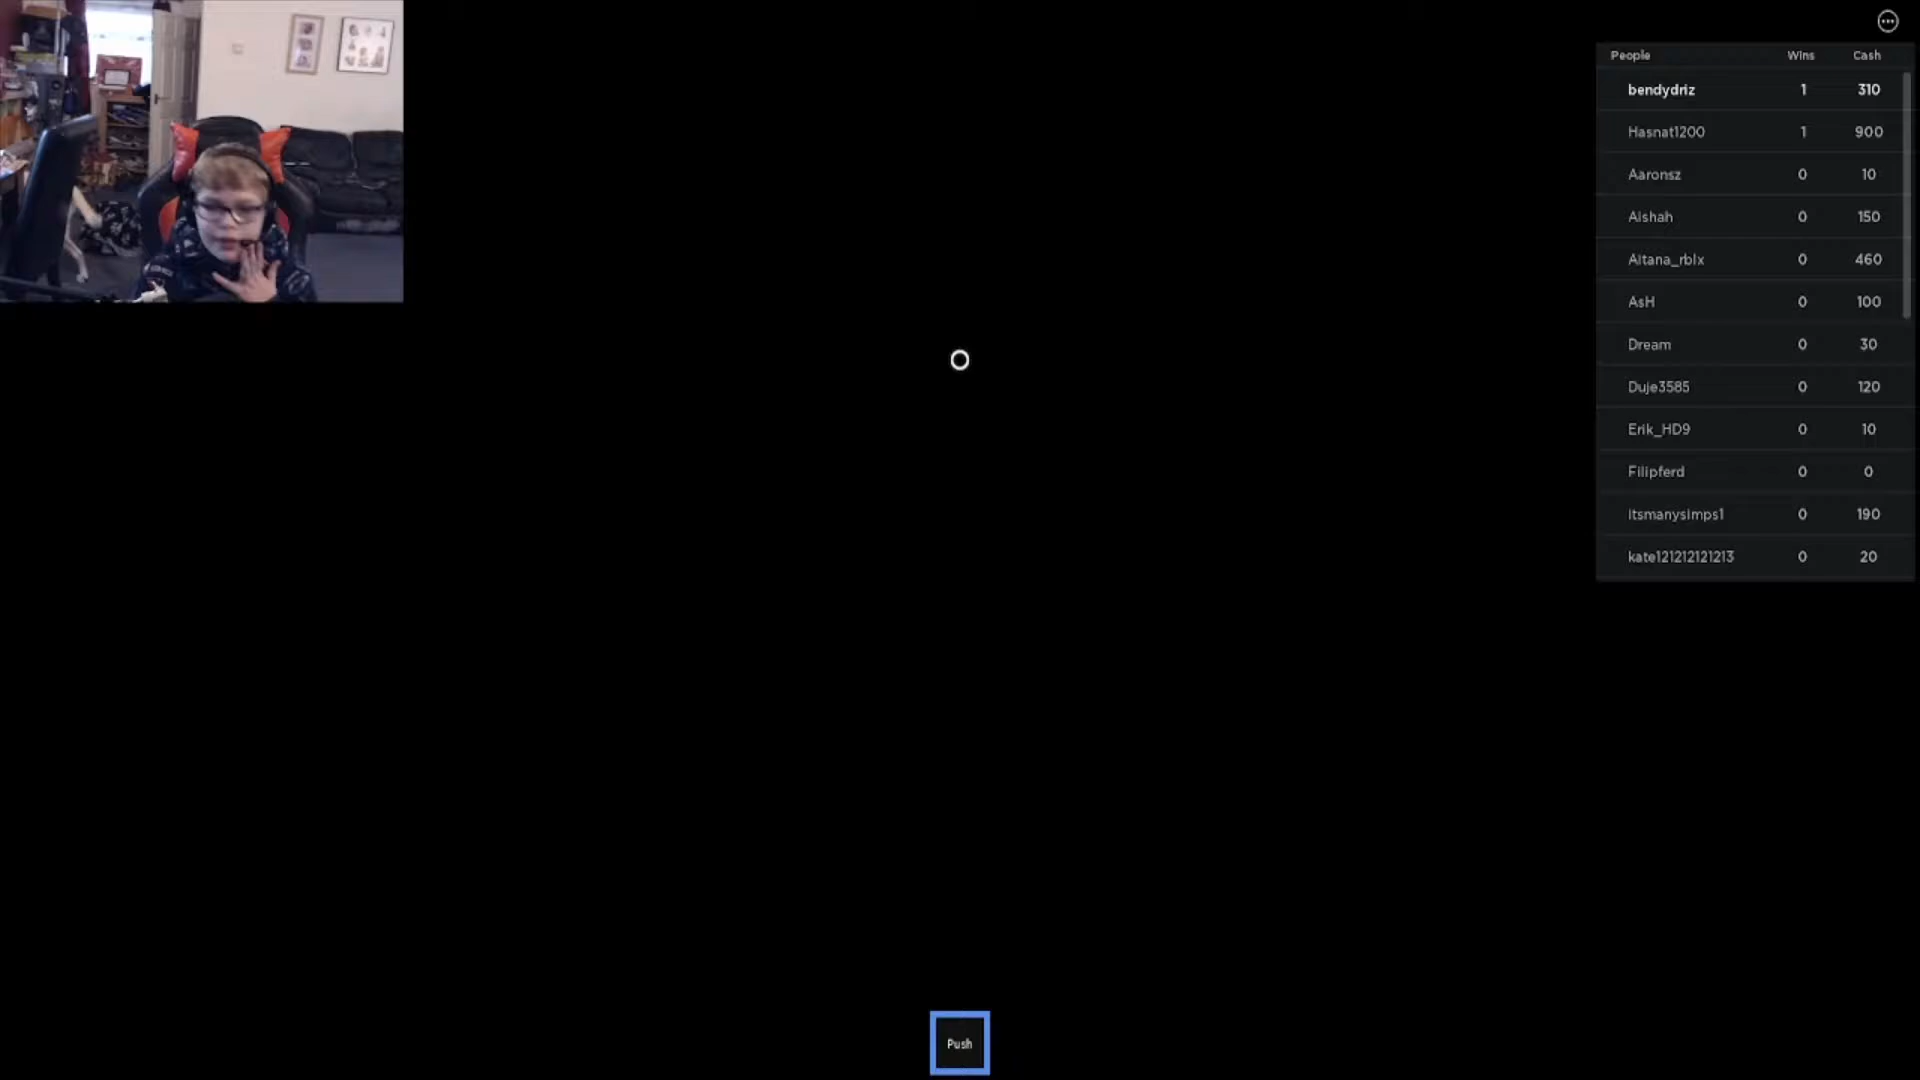 People Wins Cash
bendydriz 1 310
Hasnat1200 1 900
Aaronsz 0 10
Aishah 0 150
Aitana_rblx 0 460
AsH 0 100
Dream 0 30
Duje3585 0 120
Erik_HD9 0 10
Filipferd 0 0
itsmanysimps1 0 190
kate121212121213 0 20
Push